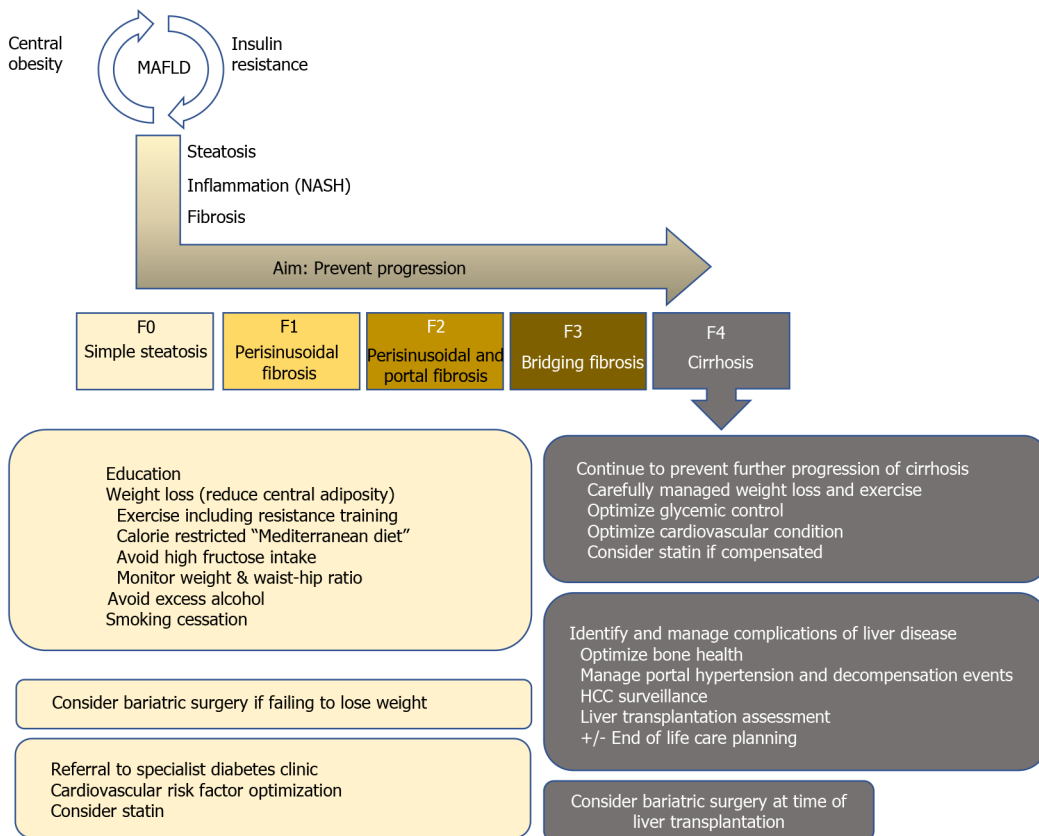 Central
obesity
MAFLD
Insulin
resistance
Steatosis
Inflammation (NASH)
Fibrosis
Aim: Prevent progression
F0
Simple steatosis
F1
Perisinusoidal
fibrosis
F2
Perisinusoidal and
portal fibrosis
F3
Bridging fibrosis
F4
Cirrhosis
Education
Weight loss (reduce central adiposity)
Exercise including resistance training
Calorie restricted “Mediterranean diet”
Avoid high fructose intake
Monitor weight & waist-hip ratio
Avoid excess alcohol
Smoking cessation
Consider bariatric surgery if failing to lose weight
Referral to specialist diabetes clinic
Cardiovascular risk factor optimization
Consider statin
Continue to prevent further progression of cirrhosis
Carefully managed weight loss and exercise
Optimize glycemic control
Optimize cardiovascular condition
Consider statin if compensated
Identify and manage complications of liver disease
Optimize bone health
Manage portal hypertension and decompensation events
HCC surveillance
Liver transplantation assessment
+/- End of life care planning
Consider bariatric surgery at time of
liver transplantation